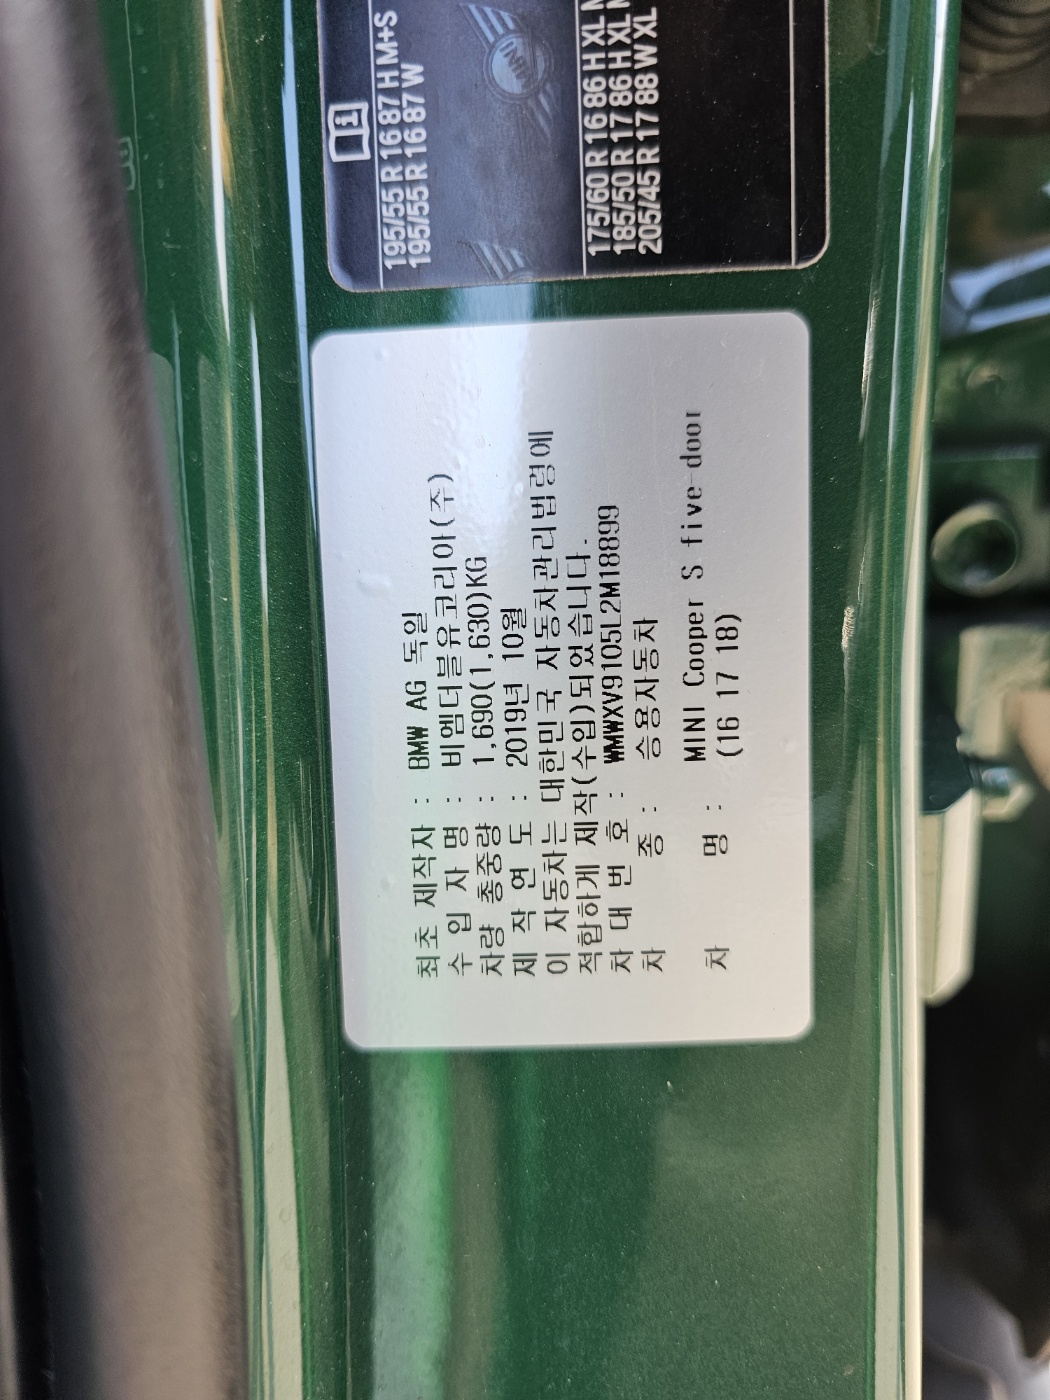 최초 제작자 : BMW AG 독일
수 입 자 명 : 비엠더블유코리아(주)
차량 총중량 : 1,690(1,630)KG
제 작 연 도 : 2019년 10월
이 자동차는 대한민국 자동차관리법령에
적합하게 제작(수입)되었습니다.
차 대 번 호 : WMWXV9105L2M18899
차 종 : 승용자동차
차 명 : MINI Cooper S five-door
(16 17 18)
195/55 R 16 87 H M+S
195/55 R 16 87 W
MINI
175/60 R 16 86 H XL
185/50 R 17 86 H XL
205/45 R 17 88 W XL